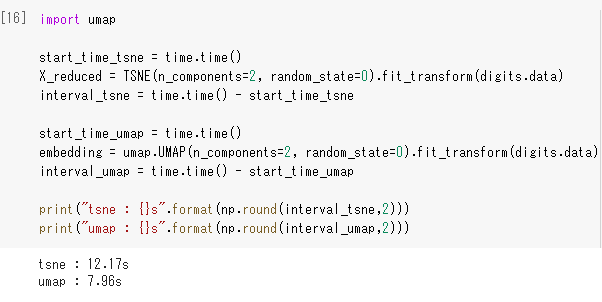 [16] import umap
start_time_tsne = time.time()
X_reduced = TSNE(n_components=2, random_state=0).fit_transform(digits.data)
interval_tsne = time.time() - start_time_tsne
start_time_umap = time.time()
embedding = umap.UMAP(n_components=2, random_state=0).fit_transform(digits.data)
interval_umap = time.time() - start_time_umap
print("tsne : {}s".format(np.round(interval_tsne,2)))
print("umap : {}s".format(np.round(interval_umap,2)))
tsne : 12.17s
umap : 7.96s